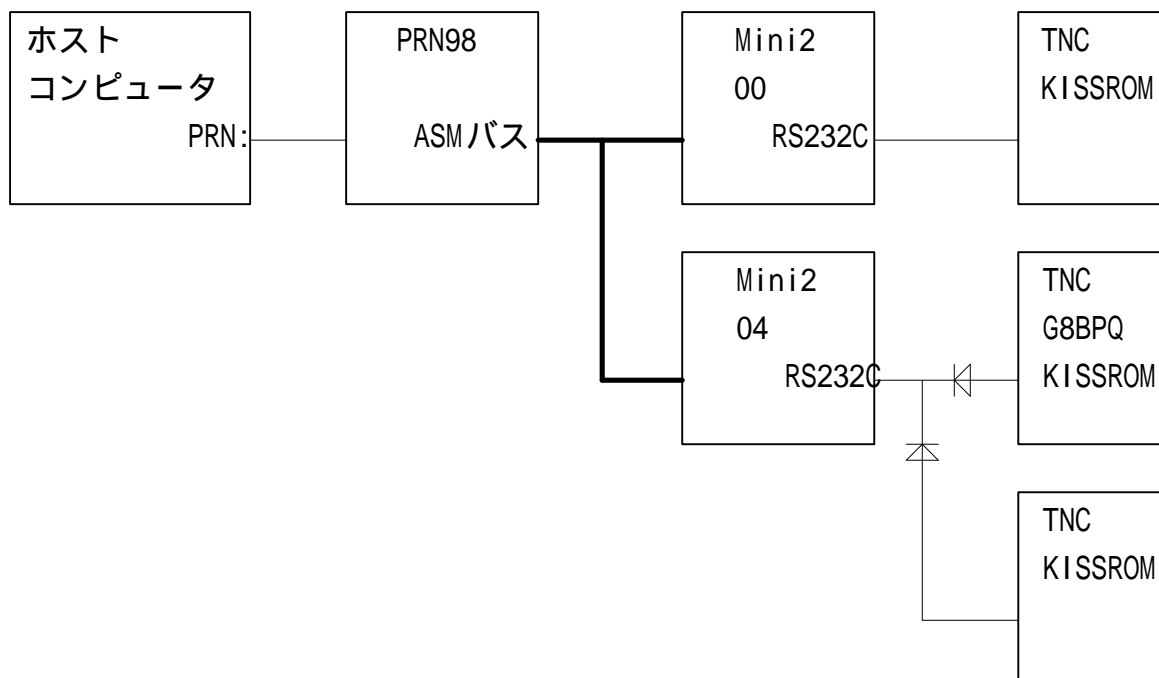 ホスト
コンピュータ
PRN:
PRN98
ASMバス
Mini2
00
RS232C
TNC
KISSROM
Mini2
04
RS232C
TNC
G8BPQ
KISSROM
TNC
KISSROM